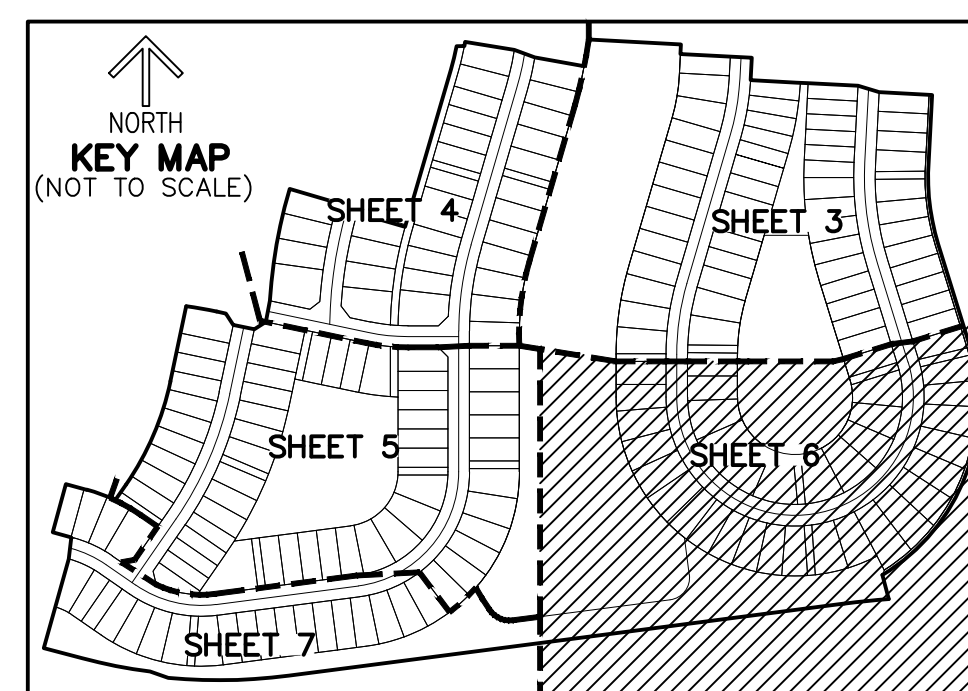 NORTH
KEY MAP
(NOT TO SCALE)
SHEET 4
SHEET 3
SHEET 5
SHEET 6
SHEET 7